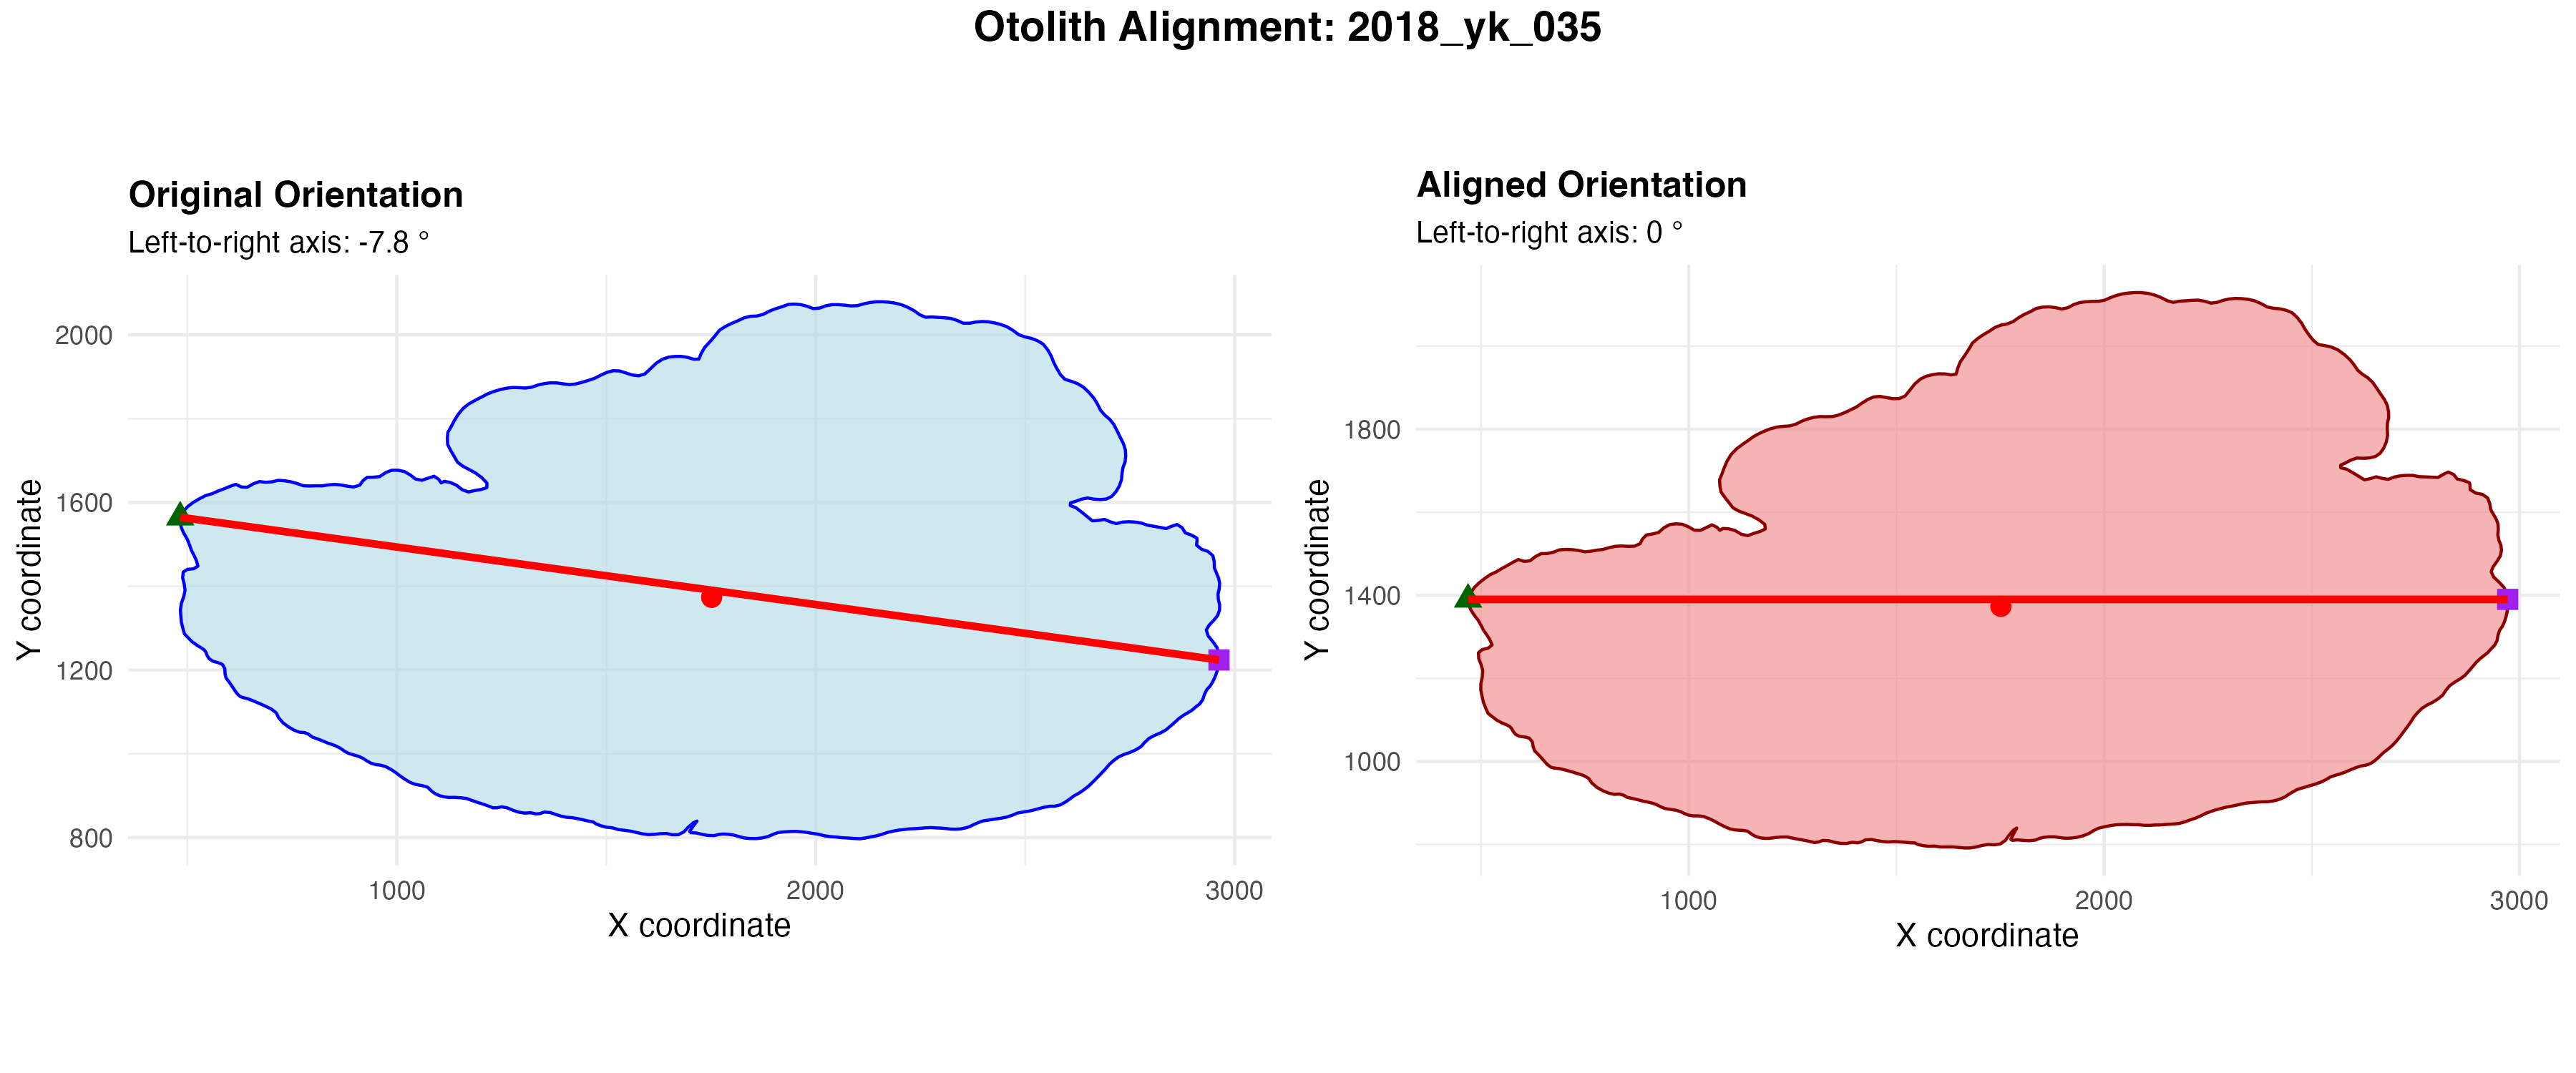 Otolith Alignment: 2018_yk_035
Original Orientation
Left-to-right axis: -7.8 °
2000
1600
1200
800
Y coordinate
1000 2000 3000
X coordinate
Aligned Orientation
Left-to-right axis: 0 °
1800
1400
1000
Y coordinate
1000 2000 3000
X coordinate